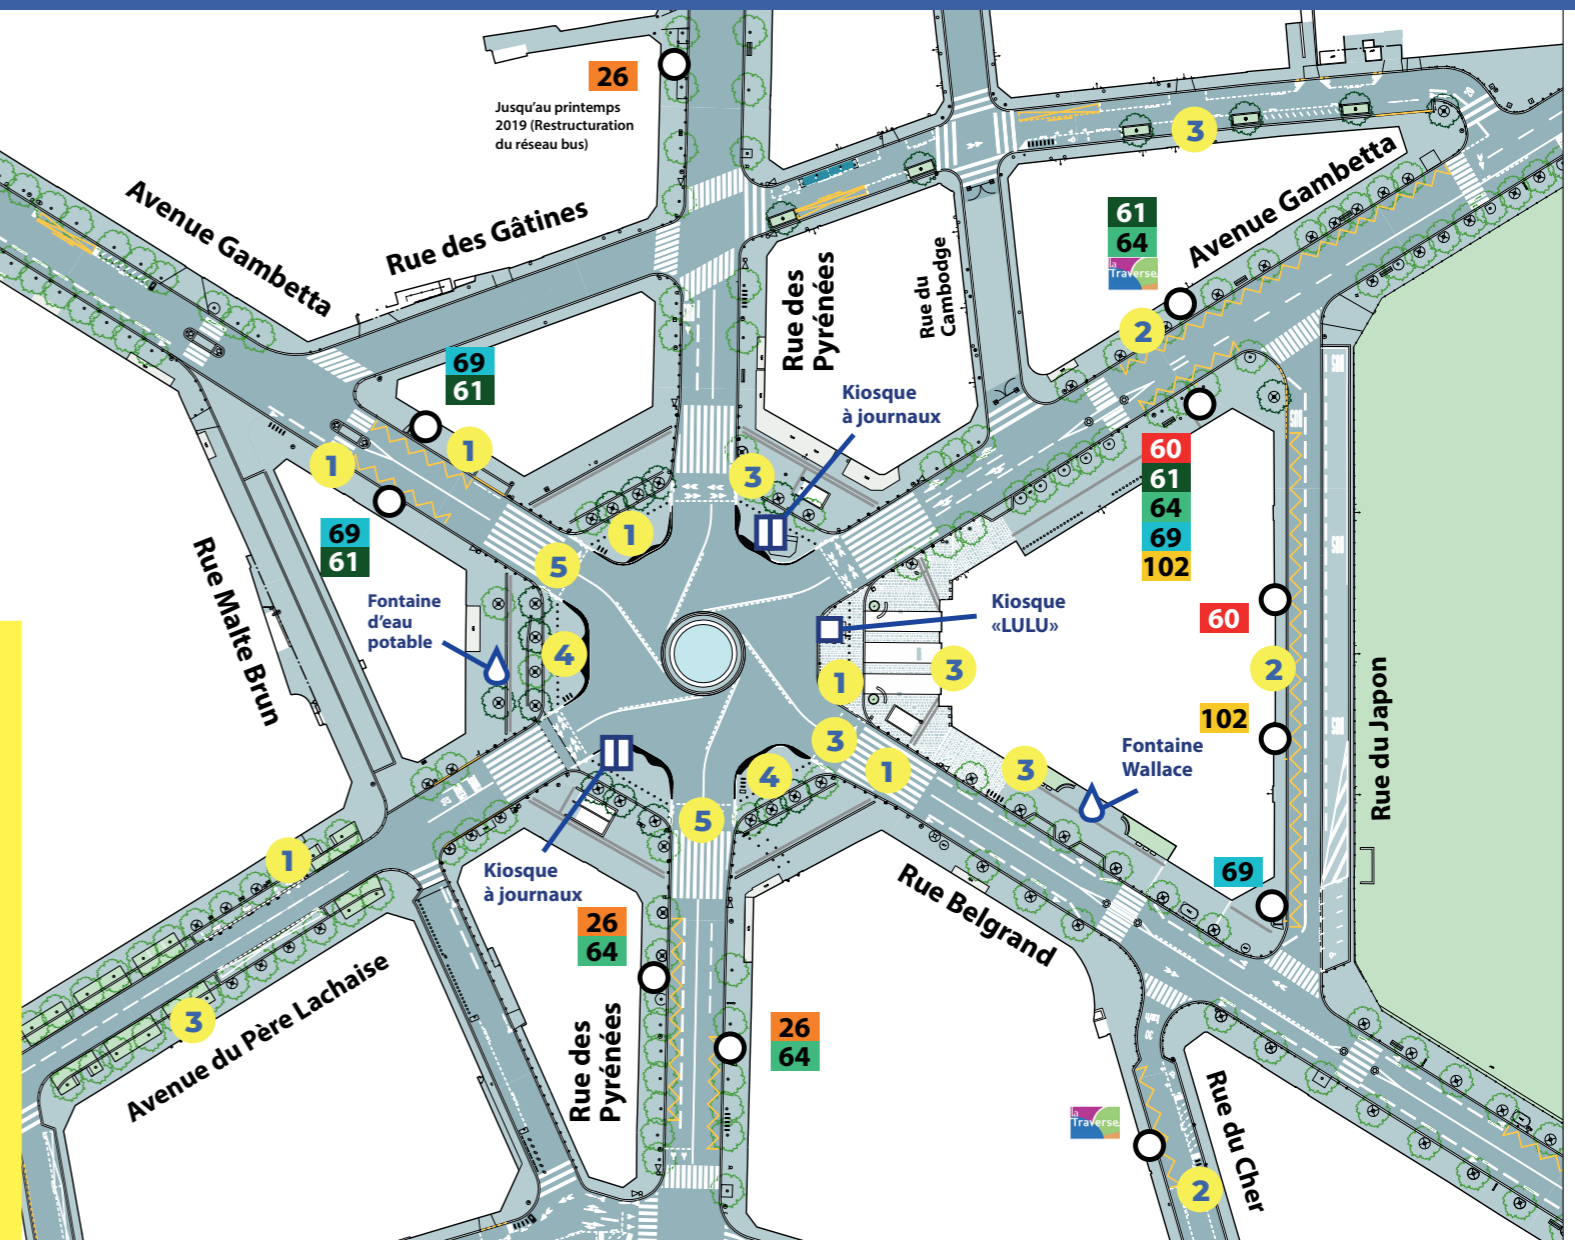 26
Jusqu'au printemps
2019 (Restructuration
du réseau bus)
3
Avenue Gambetta
Rue des Gâtines
Avenue Gambetta
61
64
la
Traverse
2
Rue des
Pyrénées
Rue du
Cambodge
69
61
Kiosque
à journaux
1
1
3
60
61
64
69
102
69
61
1
5
Rue Malte Brun
Fontaine
d'eau
potable
4
Kiosque
«LULU»
60
3
2
1
102
Rue du Japon
3
Fontaine
Wallace
3
1
4
5
1
Kiosque
à journaux
69
Rue Belgrand
26
64
Avenue du Père Lachaise
3
Rue des
Pyrénées
26
64
la
Traverse
Rue du Cher
2